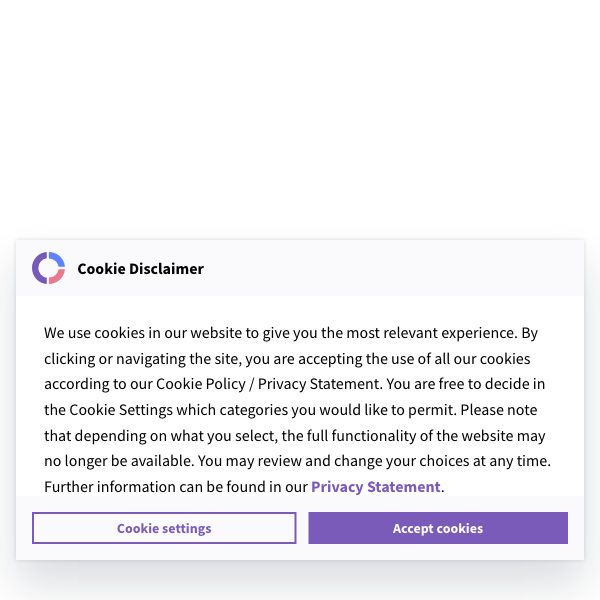 Cookie Disclaimer
We use cookies in our website to give you the most relevant experience. By
clicking or navigating the site, you are accepting the use of all our cookies
according to our Cookie Policy / Privacy Statement. You are free to decide in
the Cookie Settings which categories you would like to permit. Please note
that depending on what you select, the full functionality of the website may
no longer be available. You may review and change your choices at any time.
Further information can be found in our Privacy Statement.
Cookie settings
Accept cookies